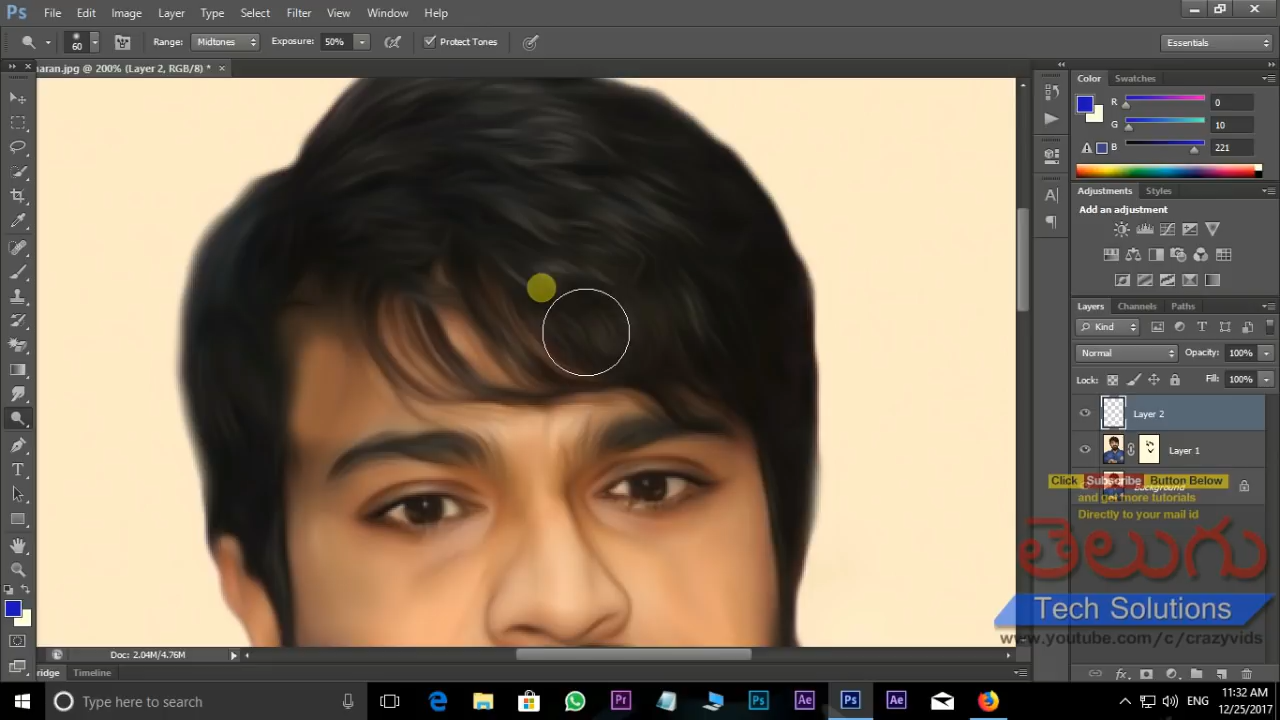 Ps File Edit Image Layer Type Select Filter View Window Help
60 Range: Midtones Exposure: 50% Protect Tones Essentials
aran.jpg @ 200% (Layer 2, RGB/8) * ×
Color Swatches
R 0
G 10
B 221
Adjustments Styles
Add an adjustment
Layers Channels Paths
Kind
Normal Opacity: 100%
Lock: Fill: 100%
Layer 2
Layer 1
Background
Click Subscribe Button Below
and get more tutorials
Directly to your mail id
తెలుగు
Tech Solutions
www.youtube.com/c/crazyvids
Doc: 2.04M/4.76M
ridge Timeline
Type here to search
ENG
11:32 AM
12/25/2017